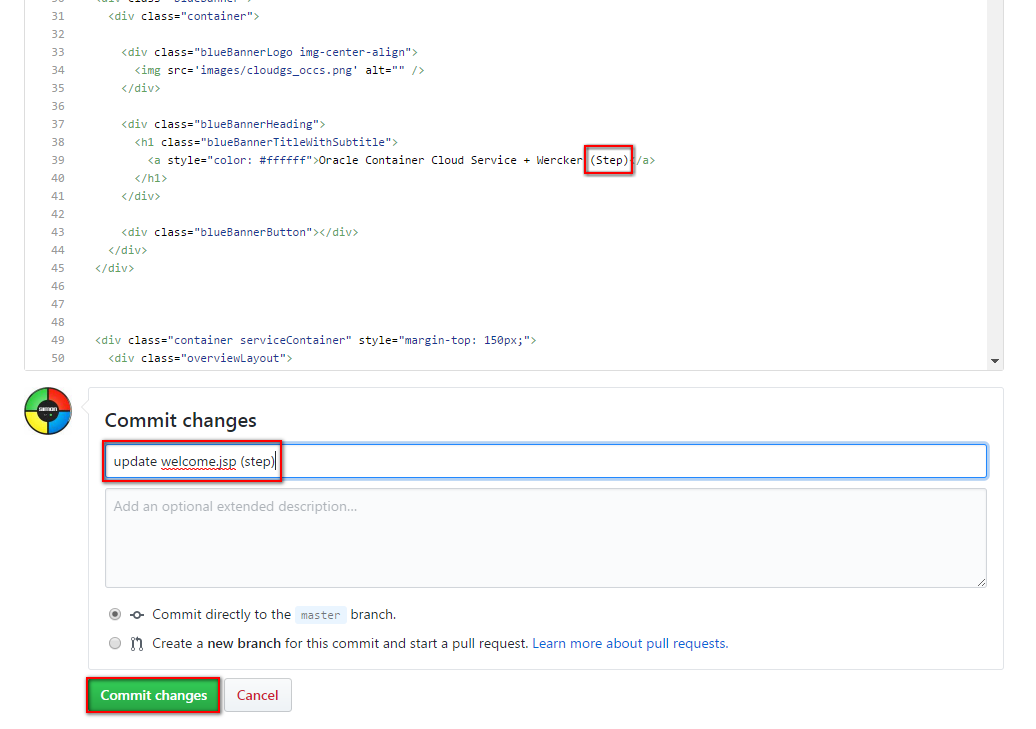 30 <div class="blueBanner">
31 <div class="container">
32
33 <div class="blueBannerLogo img-center-align">
34 <img src='images/cloudgs_occs.png' alt="" />
35 </div>
36
37 <div class="blueBannerHeading">
38 <h1 class="blueBannerTitleWithSubtitle">
39 <a style="color: #ffffff">Oracle Container Cloud Service + Wercker (Step)</a>
40 </h1>
41 </div>
42
43 <div class="blueBannerButton"></div>
44 </div>
45 </div>
46
47
48
49 <div class="container serviceContainer" style="margin-top: 150px;">
50 <div class="overviewLayout">
simon
Commit changes
update welcome.jsp (step)
Add an optional extended description...
Commit directly to the master branch.
Create a new branch for this commit and start a pull request. Learn more about pull requests.
Commit changes Cancel